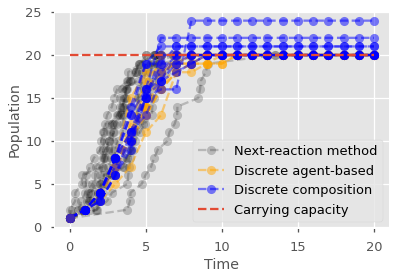 25
20
15
10
5
0
Population
Next-reaction method
Discrete agent-based
Discrete composition
Carrying capacity
0 5 10 15 20
Time